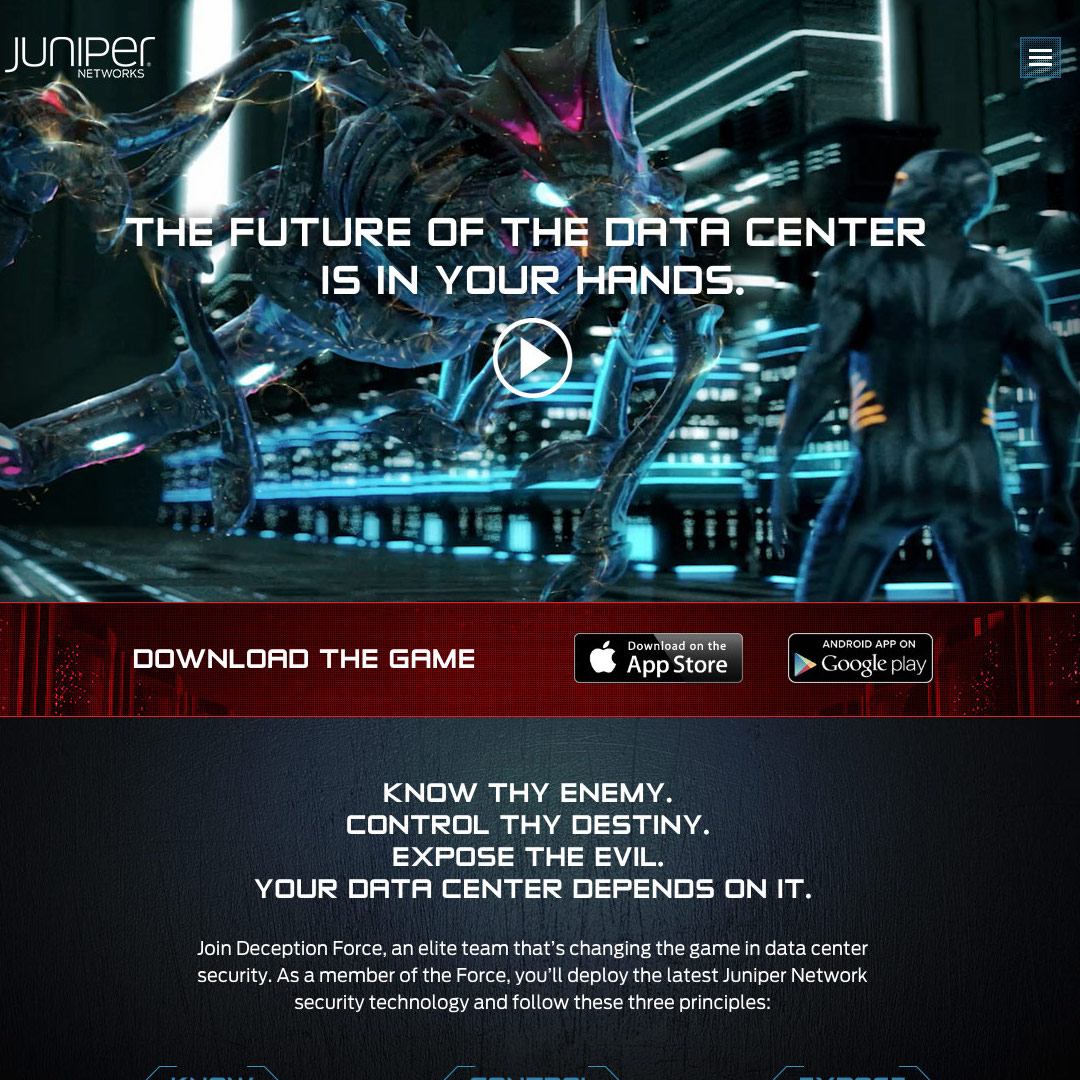 JUNIPER
NETWORKS
THE FUTURE OF THE DATA CENTER
IS IN YOUR HANDS.
DOWNLOAD THE GAME
Download on the
App Store
ANDROID APP ON
Google play
KNOW THY ENEMY.
CONTROL THY DESTINY.
EXPOSE THE EVIL.
YOUR DATA CENTER DEPENDS ON IT.
Join Deception Force, an elite team that’s changing the game in data center
security. As a member of the Force, you’ll deploy the latest Juniper Network
security technology and follow these three principles:
KNOW CONTROL EXPOSE